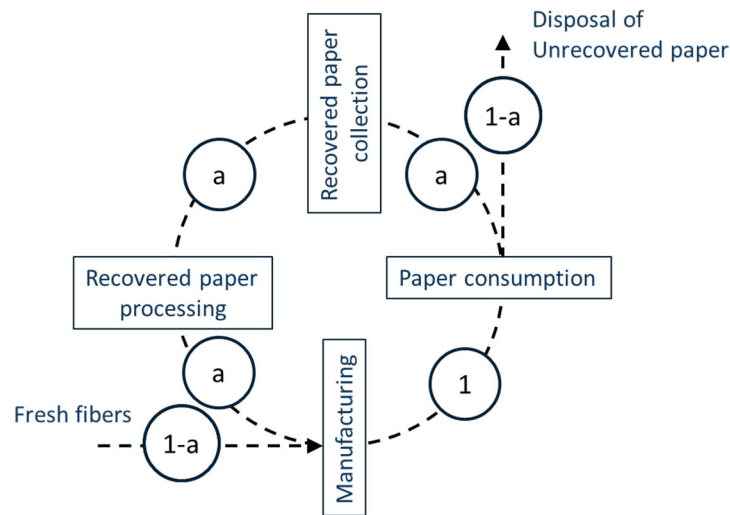 Disposal of
Unrecovered paper
1-a
Recovered paper
collection
a
a
Recovered paper
processing
Paper consumption
a
1
Fresh fibers
1-a
Manufacturing